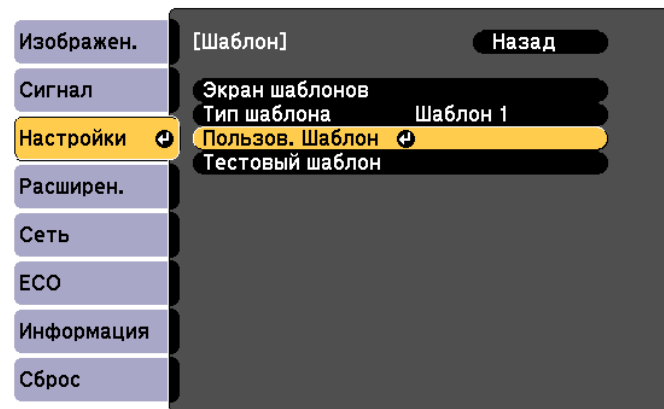 Изображен.
Сигнал
Настройки
Расширен.
Сеть
ECO
Информация
Сброс
[Шаблон] Назад
Экран шаблонов
Тип шаблона Шаблон 1
Пользов. Шаблон
Тестовый шаблон